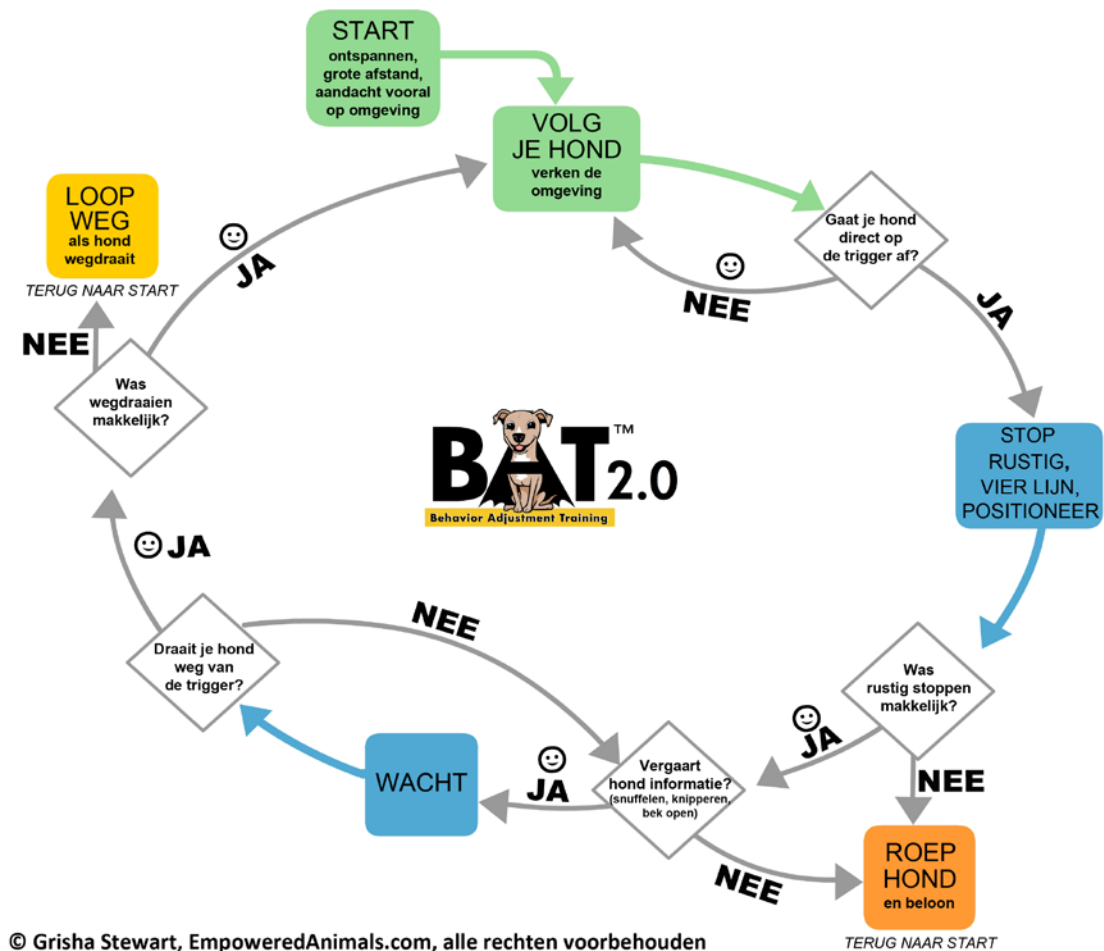 START
ontspannen,
grote afstand,
aandacht vooral
op omgeving
VOLG
JE HOND
verken de
omgeving
Gaat je hond
direct op
de trigger af?
NEE
JA
STOP
RUSTIG,
VIER LIJN,
POSITIONEER
Was
rustig stoppen
makkelijk?
JA
NEE
ROEP
HOND
en beloon
TERUG NAAR START
Vergaart
hond informatie?
(snuffelen, knipperen,
bek open)
NEE
JA
WACHT
Draait je hond
weg van
de trigger?
NEE
JA
Was
wegdraaien
makkelijk?
JA
NEE
LOOP
WEG
als hond
wegdraait
TERUG NAAR START
BAT™ 2.0
Behavior Adjustment Training
© Grisha Stewart, EmpoweredAnimals.com, alle rechten voorbehouden